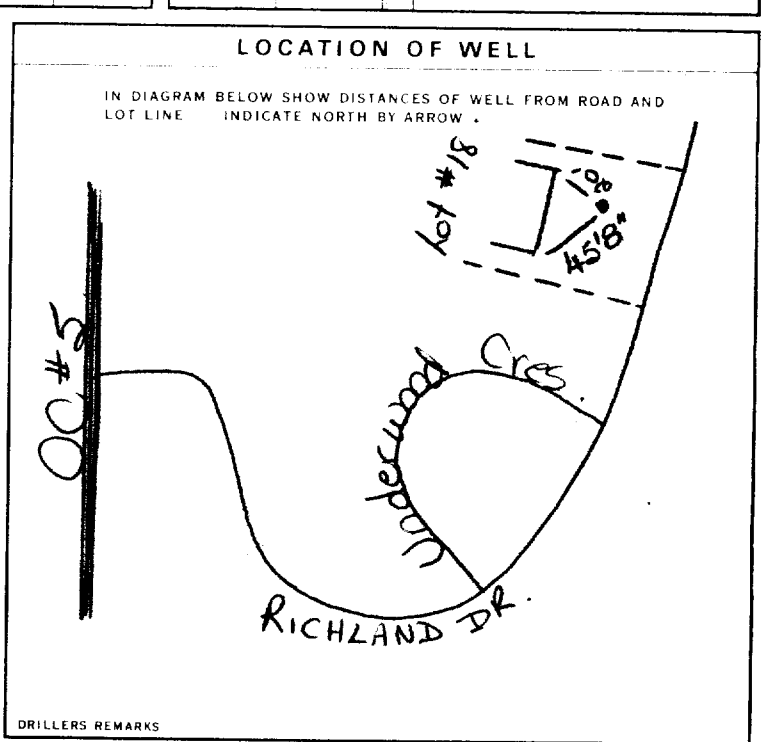 LOCATION OF WELL
IN DIAGRAM BELOW SHOW DISTANCES OF WELL FROM ROAD AND
LOT LINE INDICATE NORTH BY ARROW .
Lot #18
45'8"
OC #5
Underwood Cres.
RICHLAND DR.
DRILLERS REMARKS